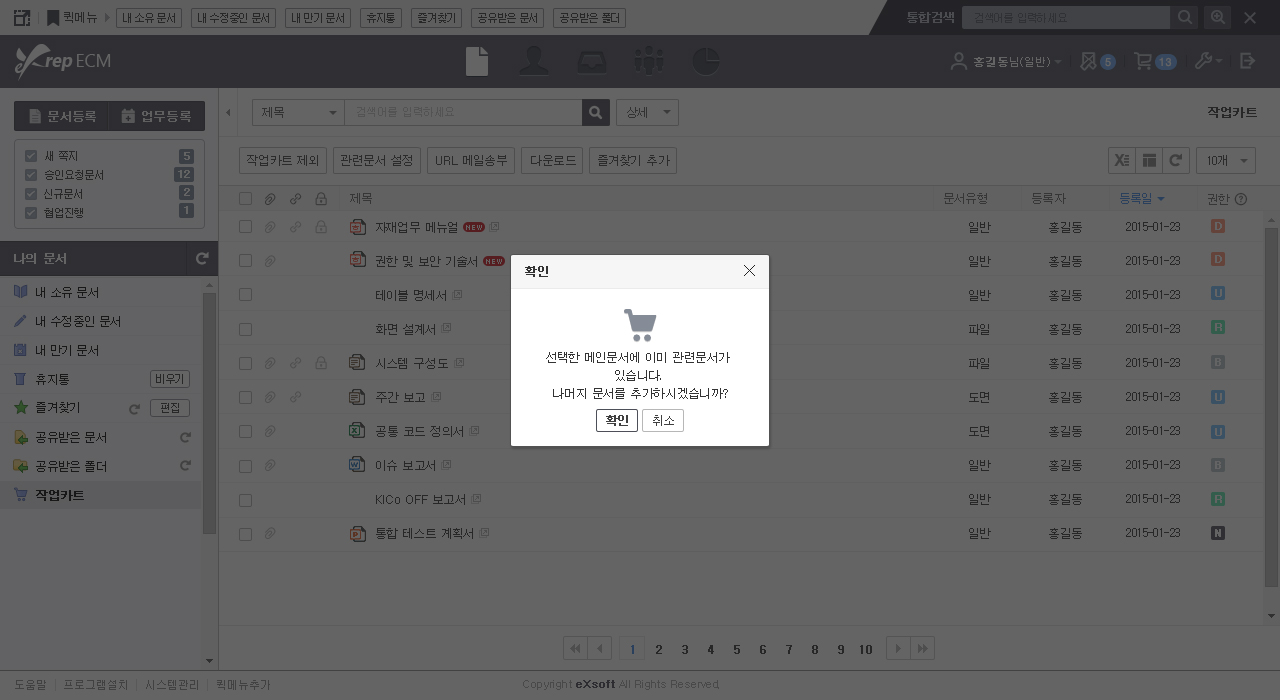 퀵메뉴 내 소유 문서 내 수정중인 문서 내 만기 문서 휴지통 즐겨찾기 공유받은 문서 공유받은 폴더 통합검색 검색어를 입력하세요
eXrep ECM 홍길동님(일반) 5 13
문서등록 업무등록 제목 검색어를 입력하세요 상세 작업카트
새 쪽지 5
승인요청문서 12
신규문서 2
협업진행 1
작업카트 제외 관련문서 설정 URL 메일송부 다운로드 즐겨찾기 추가 10개
제목 문서유형 등록자 등록일 권한
나의 문서
내 소유 문서
내 수정중인 문서
내 만기 문서
휴지통 비우기
즐겨찾기 편집
공유받은 문서
공유받은 폴더
작업카트
자재업무 메뉴얼 NEW 일반 홍길동 2015-01-23 D
권한 및 보안 기술서 NEW 일반 홍길동 2015-01-23 D
테이블 명세서 일반 홍길동 2015-01-23 U
화면 설계서 파일 홍길동 2015-01-23 R
시스템 구성도 파일 홍길동 2015-01-23 B
주간 보고 도면 홍길동 2015-01-23 U
공통 코드 정의서 도면 홍길동 2015-01-23 U
이슈 보고서 일반 홍길동 2015-01-23 B
KICo OFF 보고서 일반 홍길동 2015-01-23 R
통합 테스트 계획서 일반 홍길동 2015-01-23 N
확인
선택한 메인문서에 이미 관련문서가
있습니다.
나머지 문서를 추가하시겠습니까?
확인 취소
1 2 3 4 5 6 7 8 9 10
도움말 프로그램설치 시스템관리 퀵메뉴추가 Copyright eXsoft All Rights Reserved.